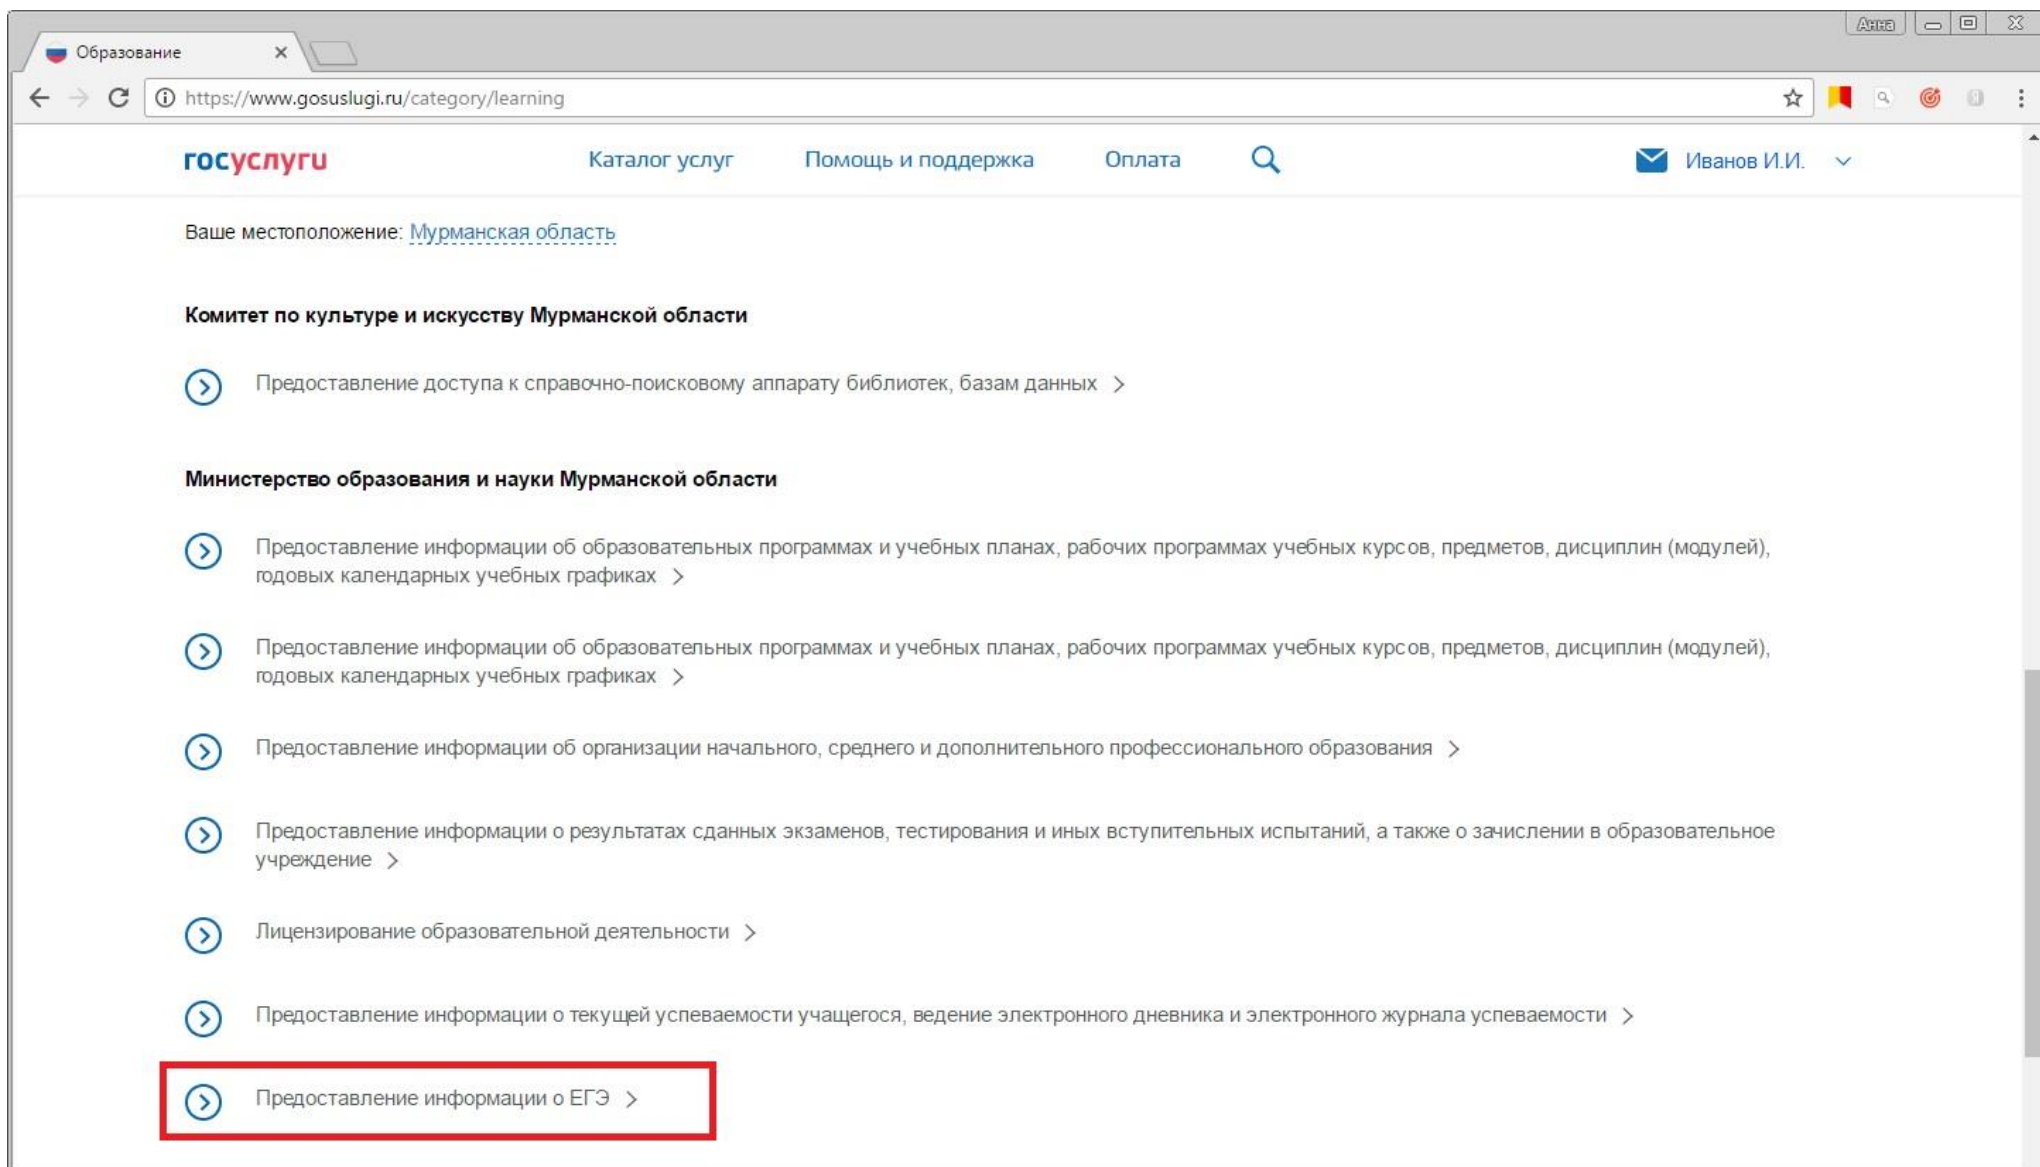 Анна
Образование
https://www.gosuslugi.ru/category/learning
госуслуги Каталог услуг Помощь и поддержка Оплата Иванов И.И.
Ваше местоположение: Мурманская область
Комитет по культуре и искусству Мурманской области
Предоставление доступа к справочно-поисковому аппарату библиотек, базам данных
Министерство образования и науки Мурманской области
Предоставление информации об образовательных программах и учебных планах, рабочих программах учебных курсов, предметов, дисциплин (модулей),
годовых календарных учебных графиках
Предоставление информации об образовательных программах и учебных планах, рабочих программах учебных курсов, предметов, дисциплин (модулей),
годовых календарных учебных графиках
Предоставление информации об организации начального, среднего и дополнительного профессионального образования
Предоставление информации о результатах сданных экзаменов, тестирования и иных вступительных испытаний, а также о зачислении в образовательное
учреждение
Лицензирование образовательной деятельности
Предоставление информации о текущей успеваемости учащегося, ведение электронного дневника и электронного журнала успеваемости
Предоставление информации о ЕГЭ